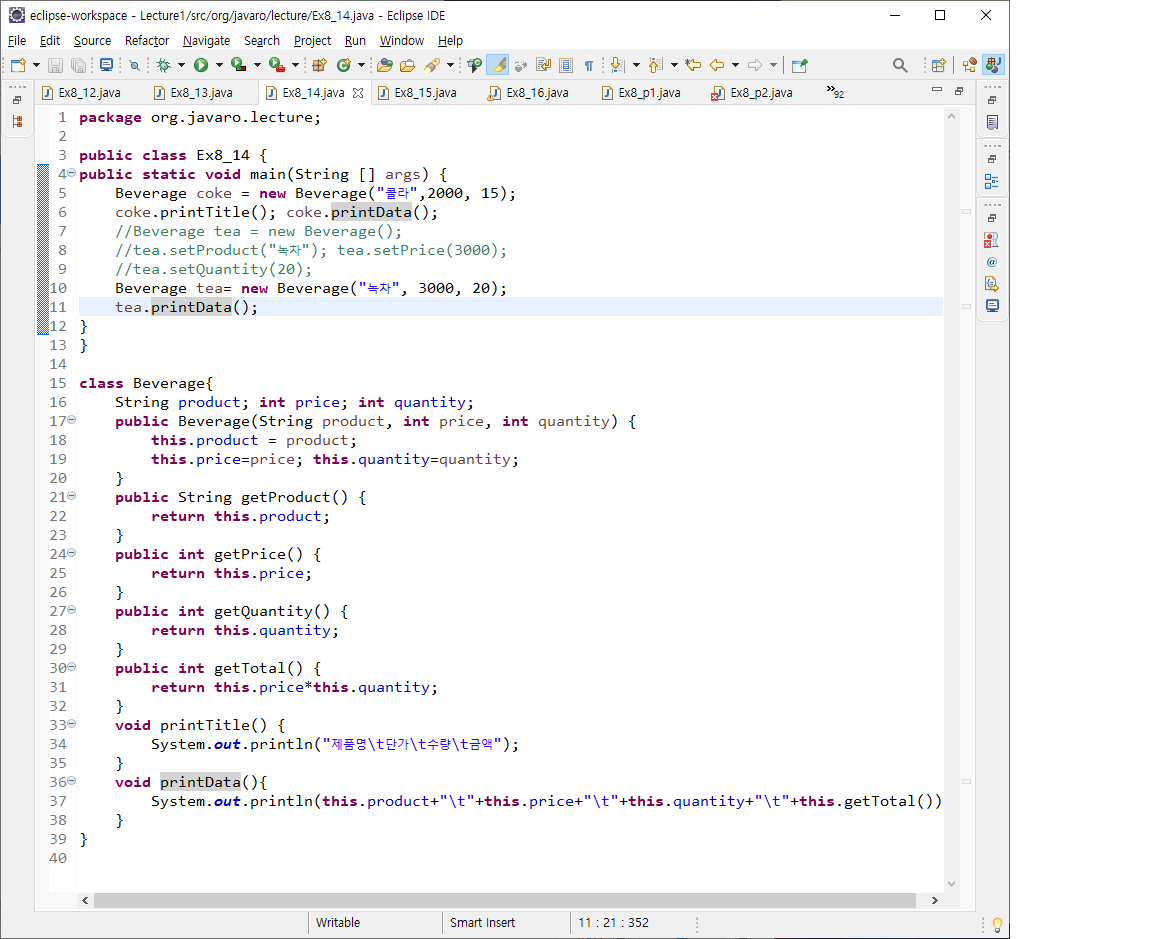 eclipse-workspace - Lecture1/src/org/javaro/lecture/Ex8_14.java - Eclipse IDE
File Edit Source Refactor Navigate Search Project Run Window Help
Ex8_12.java Ex8_13.java Ex8_14.java Ex8_15.java Ex8_16.java Ex8_p1.java Ex8_p2.java »92
1 package org.javaro.lecture;
2
3 public class Ex8_14 {
4 public static void main(String [] args) {
5 Beverage coke = new Beverage("콜라",2000, 15);
6 coke.printTitle(); coke.printData();
7 //Beverage tea = new Beverage();
8 //tea.setProduct("녹차"); tea.setPrice(3000);
9 //tea.setQuantity(20);
10 Beverage tea= new Beverage("녹차", 3000, 20);
11 tea.printData();
12 }
13 }
14
15 class Beverage{
16 String product; int price; int quantity;
17 public Beverage(String product, int price, int quantity) {
18 this.product = product;
19 this.price=price; this.quantity=quantity;
20 }
21 public String getProduct() {
22 return this.product;
23 }
24 public int getPrice() {
25 return this.price;
26 }
27 public int getQuantity() {
28 return this.quantity;
29 }
30 public int getTotal() {
31 return this.price*this.quantity;
32 }
33 void printTitle() {
34 System.out.println("제품명\t단가\t수량\t금액");
35 }
36 void printData(){
37 System.out.println(this.product+"\t"+this.price+"\t"+this.quantity+"\t"+this.getTotal())
38 }
39 }
40
Writable Smart Insert 11 : 21 : 352